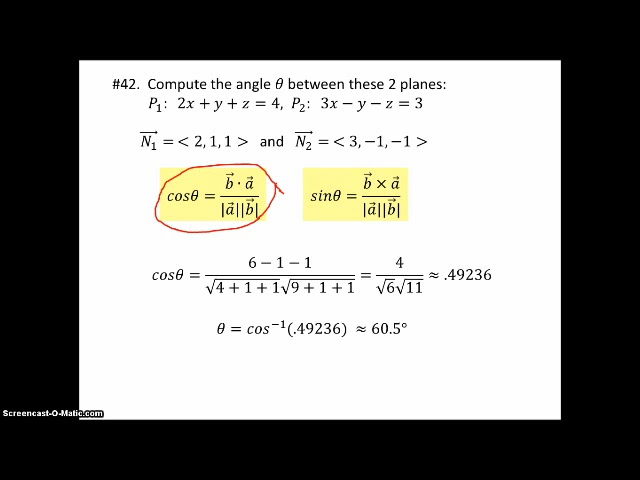 #42. Compute the angle θ between these 2 planes:
P₁: 2x + y + z = 4, P₂: 3x − y − z = 3
N₁⃗ = < 2, 1, 1 > and N₂⃗ = < 3, −1, −1 >
cosθ = (b⃗ · a⃗) / (|a⃗||b⃗|) sinθ = (b⃗ × a⃗) / (|a⃗||b⃗|)
cosθ = (6 − 1 − 1) / (√(4 + 1 + 1)√(9 + 1 + 1)) = 4 / (√6√11) ≈ .49236
θ = cos⁻¹(.49236) ≈ 60.5°
Screencast-O-Matic.com